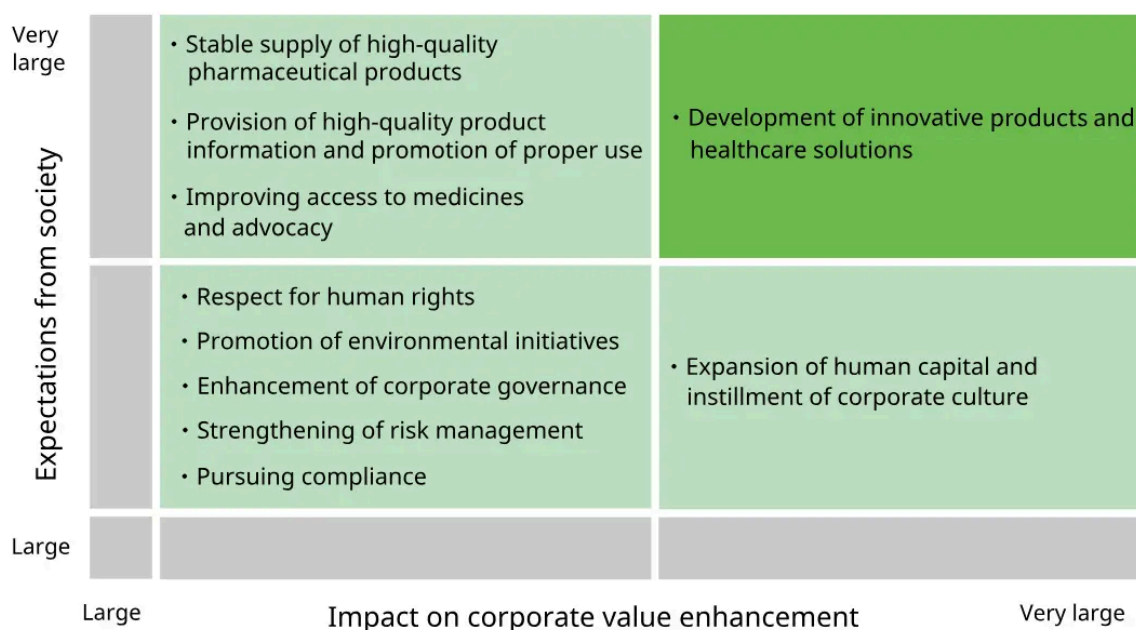 Very
large
・Stable supply of high-quality
pharmaceutical products
・Provision of high-quality product
information and promotion of proper use
・Improving access to medicines
and advocacy
・Development of innovative products and
healthcare solutions
Expectations from society
・Respect for human rights
・Promotion of environmental initiatives
・Enhancement of corporate governance
・Strengthening of risk management
・Pursuing compliance
・Expansion of human capital and
instillment of corporate culture
Large
Large
Impact on corporate value enhancement
Very large